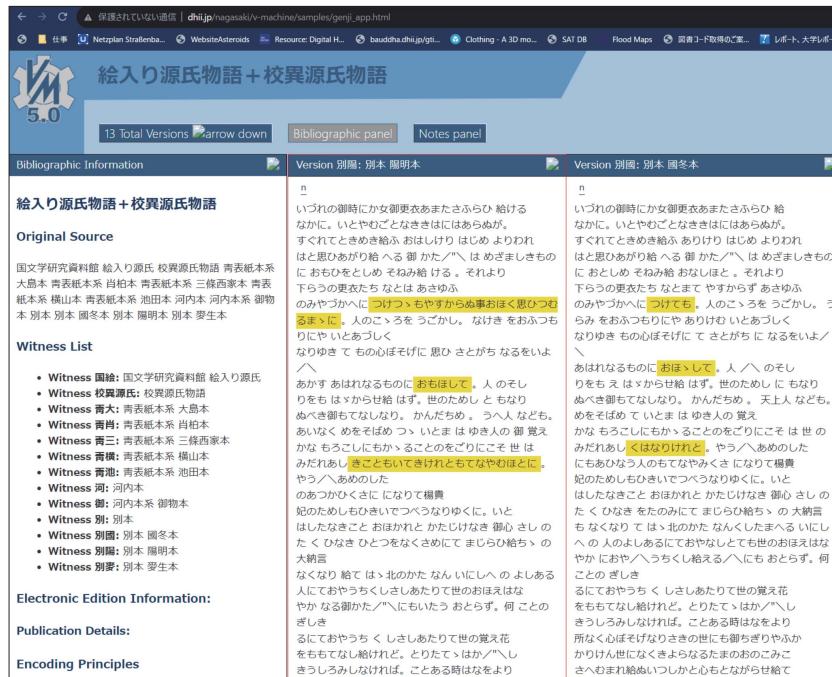 保護されていない通信 | dhii.jp/nagasaki/v-machine/samples/genji_app.html
仕事 Netzplan Straßenba... WebsiteAsteroids Resource: Digital H... bauddha.dhii.jp/gti... Clothing - A 3D mo... SAT DB Flood Maps 図書コード取得のご案... レポート、大学レポー
VM 5.0
絵入り源氏物語＋校異源氏物語
13 Total Versions arrow down Bibliographic panel Notes panel
Bibliographic Information
絵入り源氏物語＋校異源氏物語
Original Source
国文学研究資料館 絵入り源氏 校異源氏物語 青表紙本系
大島本 青表紙本系 肖柏本 青表紙本系 三條西家本 青表
紙本系 横山本 青表紙本系 池田本 河内本 河内本系 御物
本 別本 別本 國冬本 別本 陽明本 別本 麥生本
Witness List
Witness 国絵: 国文学研究資料館 絵入り源氏
Witness 校異源氏: 校異源氏物語
Witness 青大: 青表紙本系 大島本
Witness 青肖: 青表紙本系 肖柏本
Witness 青三: 青表紙本系 三條西家本
Witness 青横: 青表紙本系 横山本
Witness 青池: 青表紙本系 池田本
Witness 河: 河内本
Witness 御: 河内本系 御物本
Witness 別: 別本
Witness 別國: 別本 國冬本
Witness 別陽: 別本 陽明本
Witness 別麥: 別本 麥生本
Electronic Edition Information:
Publication Details:
Encoding Principles
Version 別陽: 別本 陽明本
n
いづれの御時にか女御更衣あまたさふらひ 給ける
なかに。いとやむごとなききはにはあらぬが。
すぐれてときめき給ふ おはしけり はじめ よりわれ
はと思ひあがり給 へる 御 かた／"く は めざましきもの
に おもひをとしめ そねみ給 ける 。それより
下らうの更衣たち なとは あさゆふ
のみやづかへに つけつゝもやすからぬ事おほく思ひつむ
るまゝに 。人のこゝろを うごかし。 なけき をおふつも
りにや いとあづしく
なりゆき て もの心ぼそげに 思ひ さとがち なるをいよ
／＼
あかす あはれなるものに おもほして 。人 のそし
りをも はゞからせ給 はず。世のためし と もなり
ぬべき御もてなしなり。 かんだちめ 。 うへ人 なども。
あいなく めをそばめ つゝ いとま は ゆき人の 御 覚え
かな もろこしにもかゝることのをごりにこそ 世 は
みだれあし きこともいてきけれともてなやむほとに 。
やう／＼あめのした
のあつかひくさに になりて楊貴
妃のためしもひきいでつべうなりゆくに。いと
はしたなきこと おほかれと かたじけなき 御心 さし の
た く ひなき ひとつをなくさめにて まじらひ給ちゝ の
大納言
なくなり 給て はゝ北のかた なん いにしへ の よしある
人にておやうちくしさしあたりて世のおほえはな
やか なる御かた／"＼にもいたう おとらず。何 ことの
ぎしき
るにておやうち く しさしあたりて世の覚え花
をももてなし給けれど。とりたてゝはか／"＼し
きうしろみしなければ。ことある時はなをより
Version 別國: 別本 國冬本
n
いづれの御時にか女御更衣あまたさふらひ 給
なかに。いとやむごとなききはにはあらぬが。
すぐれてときめき給ふ ありけり はじめ よりわれ
はと思ひあがり給 へる 御 かた／"く は めざましきもの
に おとしめ そねみ給 おなしほと 。それより
下らうの更衣たち なとまて やすからず あさゆふ
のみやづかへに つけても 。人のこゝろを うごかし。 う
らみ をおふつもりにや ありけむ いとあづしく
なりゆき ても心ぼそげに て さとがち に なるをいよ／
＼
あはれなるものに おほゝして 。人 ／＼ のそし
りをも え はゞからせ給 はず。世のためし に もなり
ぬべき御もてなしなり。 かんだちめ 。 天上人 なども。
めをそばめ て いとま は ゆき人の 覚え
かな もろこしにもかゝることのをごりにこそ は 世 の
みだれあし くはなりけれと 。やう／＼あめのした
にもあひなう人のもてなやみくさ になりて楊貴
妃のためしもひきいでつべうなりゆくに。いと
はしたなきこと おほかれと かたじけなき 御心 さし の
た く ひなき をたのみにて まじらひ給ちゝ の 大納言
も なくなり て はゝ北のかた なんくしたまへる いにし
へ の 人のよしあるにておやなしとても世のおほえはな
やか におや／＼うちくし給える／＼にも おとらず。何
ことの ぎしき
るにておやうち く しさしあたりて世の覚え花
をももてなし給けれど。とりたてゝはか／"＼し
きうしろみしなければ。ことある時はなをより
所なく心ぼそげなりさきの世にも御ちぎりやふか
かりけん世になくきよらなるたまのおのこみこ
さへむまれ給ぬいつしかと心もとながらせ給て